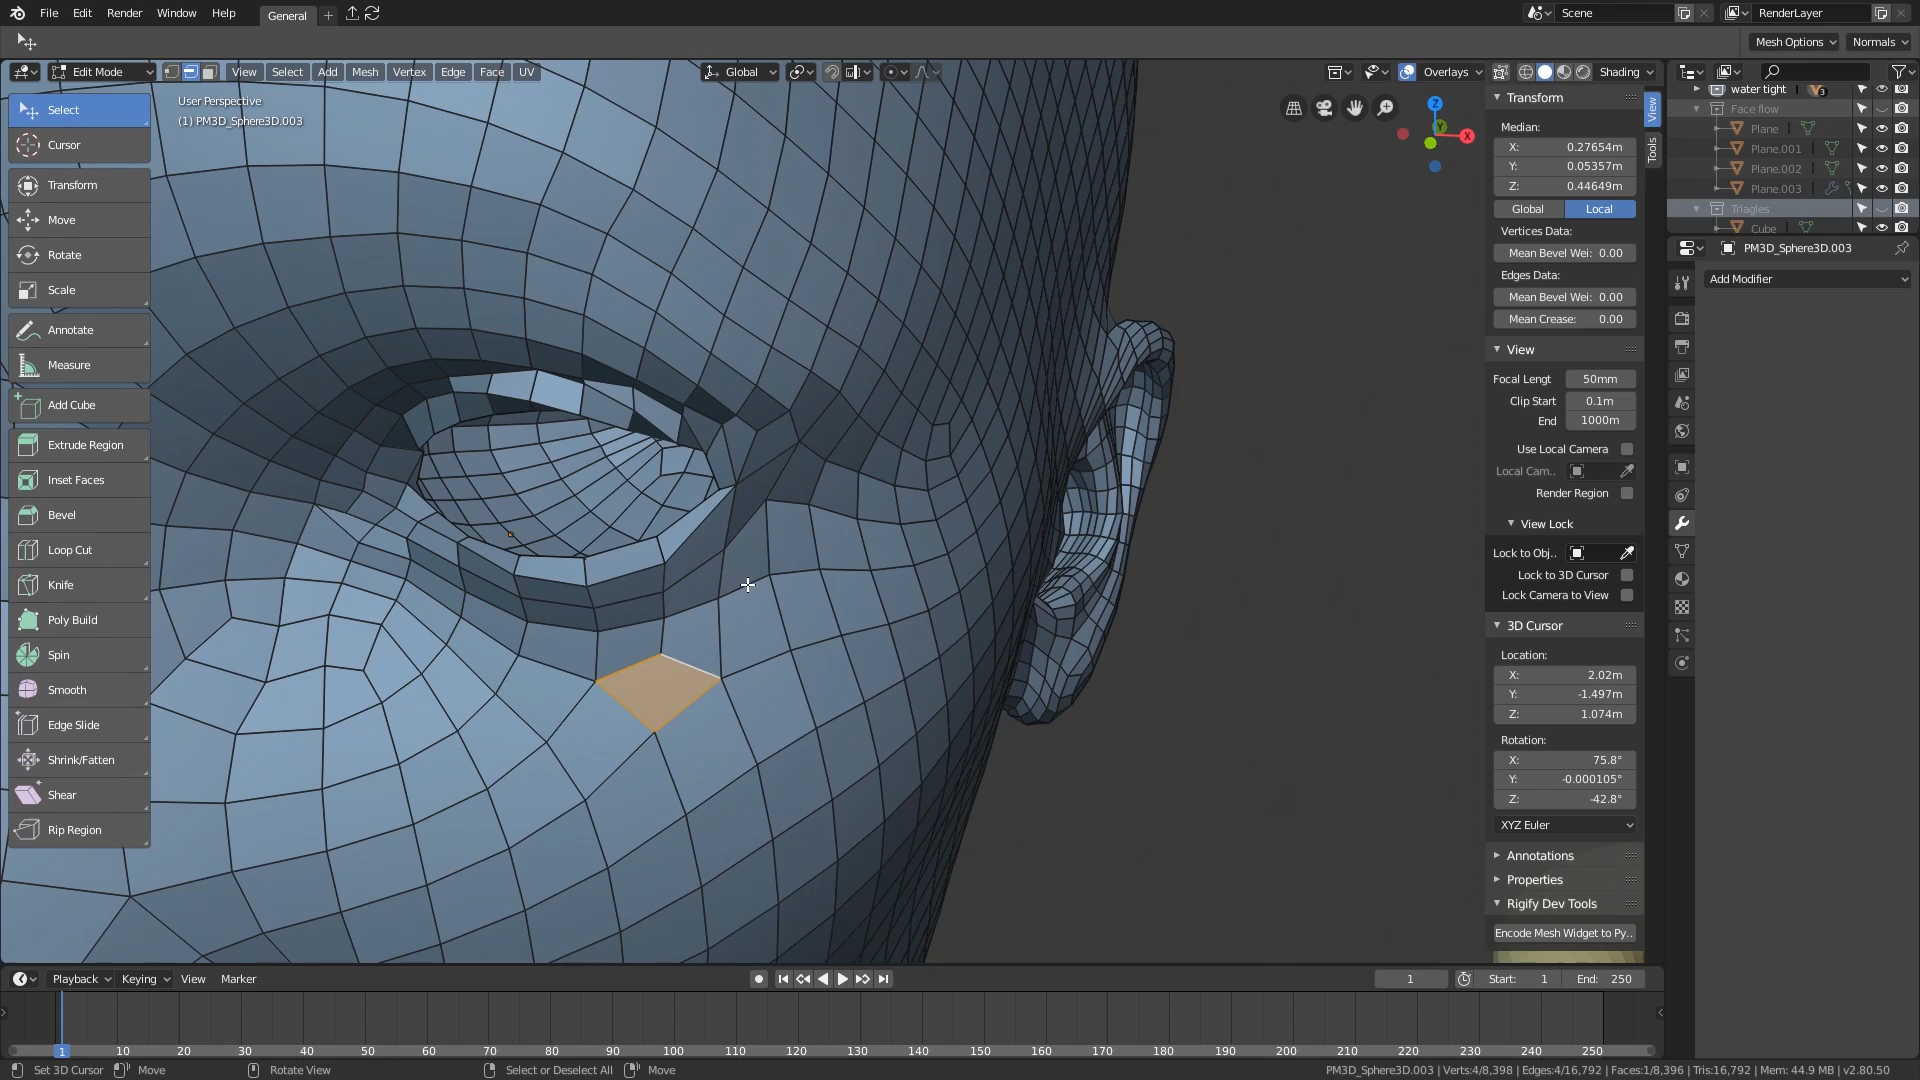 File Edit Render Window Help General
Scene RenderLayer
Mesh Options Normals
Edit Mode View Select Add Mesh Vertex Edge Face UV Global Overlays Shading
User Perspective
(1) PM3D_Sphere3D.003
Select
Cursor
Transform
Move
Rotate
Scale
Annotate
Measure
Add Cube
Extrude Region
Inset Faces
Bevel
Loop Cut
Knife
Poly Build
Spin
Smooth
Edge Slide
Shrink/Fatten
Shear
Rip Region
Z
Y
X
Transform
Median:
X: 0.27654m
Y: 0.05357m
Z: 0.44649m
Global Local
Vertices Data:
Mean Bevel Wei: 0.00
Edges Data:
Mean Bevel Wei: 0.00
Mean Crease: 0.00
View
Focal Lengt 50mm
Clip Start 0.1m
End 1000m
Use Local Camera
Local Cam..
Render Region
View Lock
Lock to Obj..
Lock to 3D Cursor
Lock Camera to View
3D Cursor
Location:
X: 2.02m
Y: -1.497m
Z: 1.074m
Rotation:
X: 75.8°
Y: -0.000105°
Z: -42.8°
XYZ Euler
Annotations
Properties
Rigify Dev Tools
Encode Mesh Widget to Py..
View
Tools
water tight 3
Face flow
Plane
Plane.001
Plane.002
Plane.003
Triagles
Cube
PM3D_Sphere3D.003
Add Modifier
Playback Keying View Marker
1 Start: 1 End: 250
1 10 20 30 40 50 60 70 80 90 100 110 120 130 140 150 160 170 180 190 200 210 220 230 240 250
Set 3D Cursor Move Rotate View Select or Deselect All Move
PM3D_Sphere3D.003 | Verts:4/8,398 | Edges:4/16,792 | Faces:1/8,396 | Tris:16,792 | Mem: 44.9 MB | v2.80.50